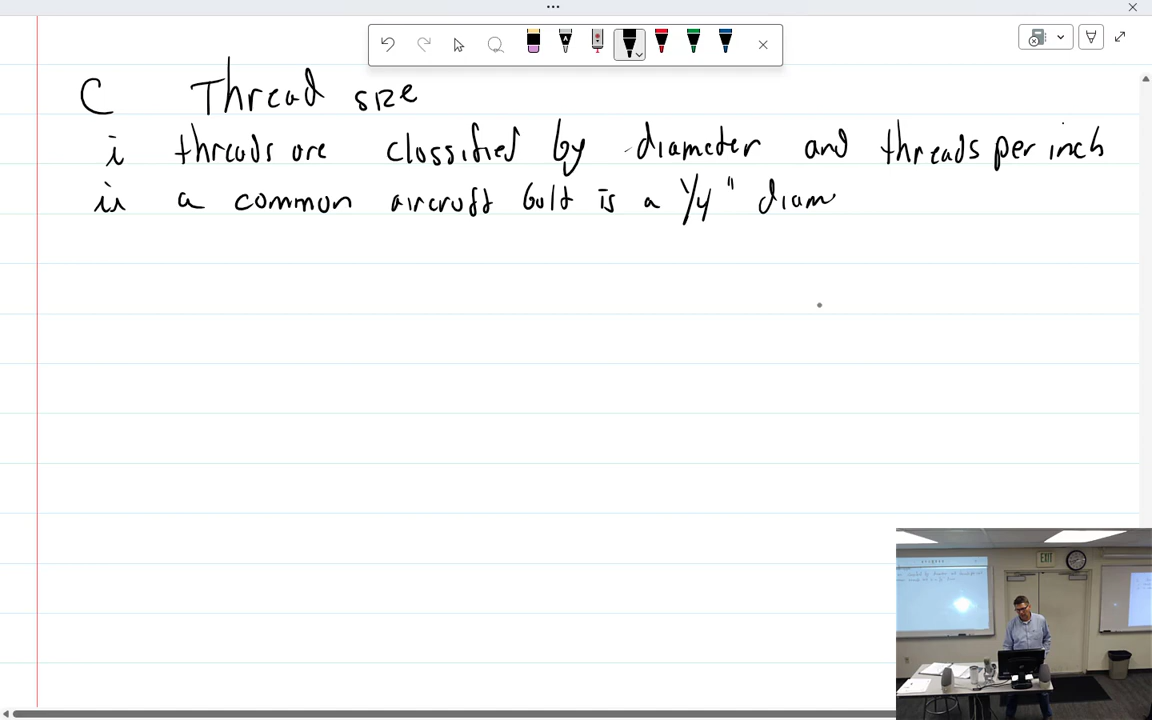 C Thread size
i threads are classified by diameter and threads per inch
ii a common aircraft bolt is a 1/4" diam
EXIT